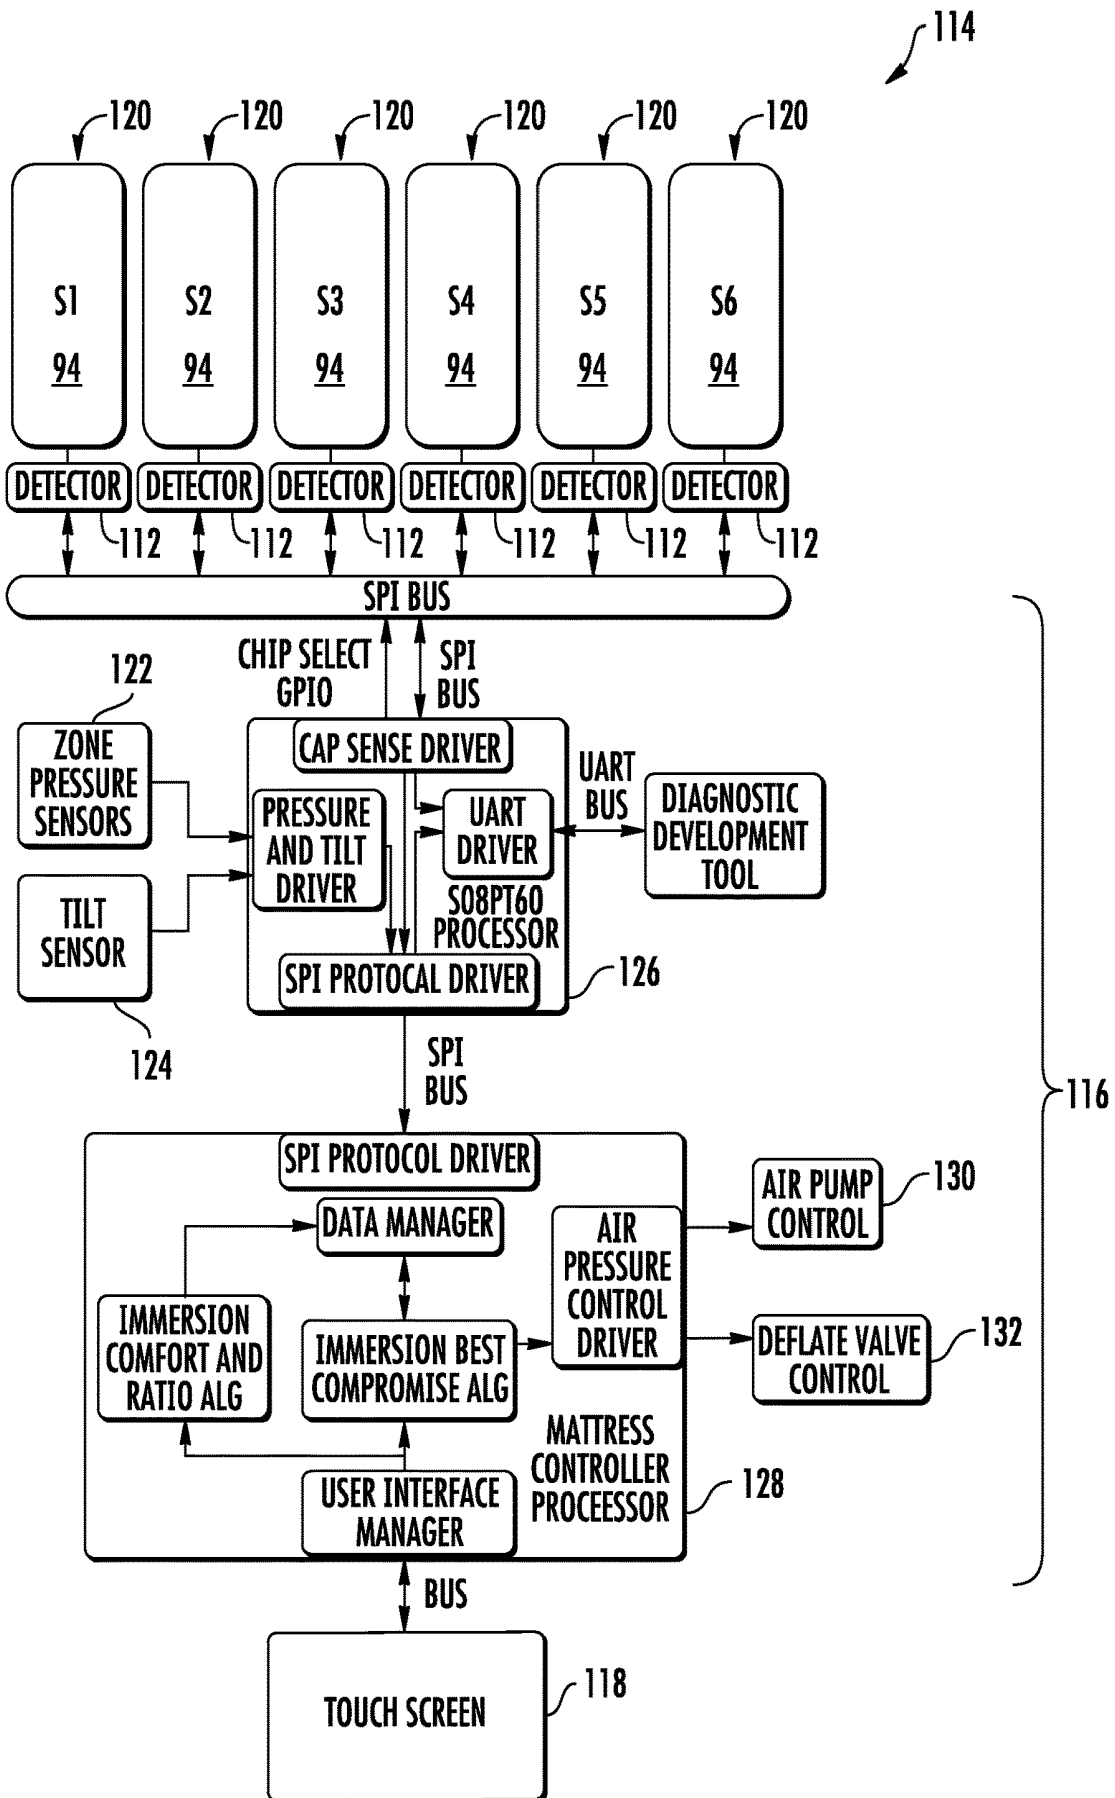 114
120 120 120 120 120 120
S1 S2 S3 S4 S5 S6
94 94 94 94 94 94
DETECTOR DETECTOR DETECTOR DETECTOR DETECTOR DETECTOR
112 112 112 112 112 112
SPI BUS
CHIP SELECT
GPIO
SPI
BUS
122
ZONE
PRESSURE
SENSORS
TILT
SENSOR
124
CAP SENSE DRIVER
PRESSURE
AND TILT
DRIVER
UART
DRIVER
S08PT60
PROCESSOR
SPI PROTOCAL DRIVER
126
UART
BUS
DIAGNOSTIC
DEVELOPMENT
TOOL
SPI
BUS
116
SPI PROTOCOL DRIVER
DATA MANAGER
IMMERSION
COMFORT AND
RATIO ALG
IMMERSION BEST
COMPROMISE ALG
AIR
PRESSURE
CONTROL
DRIVER
AIR PUMP
CONTROL
130
DEFLATE VALVE
CONTROL
132
USER INTERFACE
MANAGER
MATTRESS
CONTROLLER
PROCEESSOR
128
BUS
TOUCH SCREEN
118